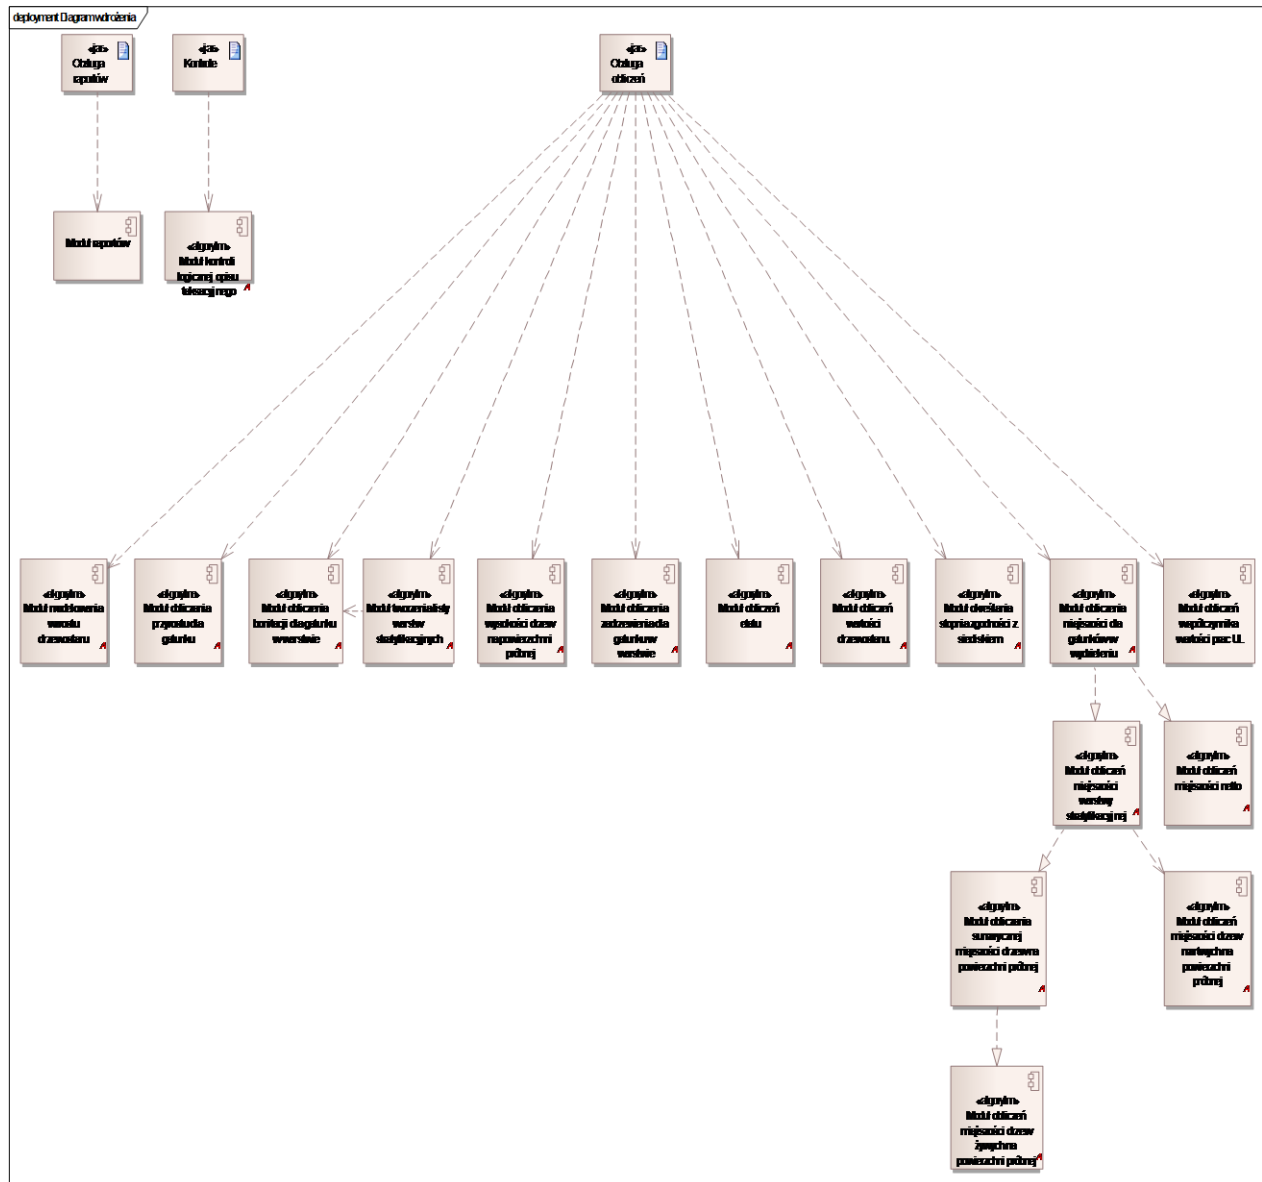 deployment Diagram wdrożenia
«jar»
Obsługa
raportów
«jar»
Kontrole
«jar»
Obsługa
obliczeń
Moduł raportów
«algorytm»
Moduł kontroli
logicznej opisu
taksacyjnego
«algorytm»
Moduł modelowania
wzrostu
drzewostanu
«algorytm»
Moduł obliczania
przyrostu dla
gatunku
«algorytm»
Moduł obliczania
bonitacji dla gatunku
w warstwie
«algorytm»
Moduł tworzenia listy
warstw
stratyfikacyjnych
«algorytm»
Moduł obliczania
wysokości drzew
na powierzchni
próbnej
«algorytm»
Moduł obliczania
zadrzewienia dla
gatunku w
warstwie
«algorytm»
Moduł obliczeń
etatu
«algorytm»
Moduł obliczeń
wartości
drzewostanu.
«algorytm»
Moduł określania
stopnia zgodności z
siedliskiem
«algorytm»
Moduł obliczania
miąższości dla
gatunków w
wydzieleniu
«algorytm»
Moduł obliczeń
współczynnika
wartości prac UL
«algorytm»
Moduł obliczeń
miąższości
warstwy
stratyfikacyjnej
«algorytm»
Moduł obliczeń
miąższości netto
«algorytm»
Moduł obliczania
sumarycznej
miąższości drzew na
powierzchni próbnej
«algorytm»
Moduł obliczeń
miąższości drzew
martwych na
powierzchni
próbnej
«algorytm»
Moduł obliczeń
miąższości drzew
żywych na
powierzchni próbnej